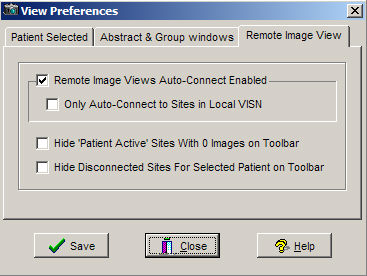 View Preferences
Patient Selected
Abstract & Group windows
Remote Image View
Remote Image Views Auto-Connect Enabled
Only Auto-Connect to Sites in Local VISN
Hide 'Patient Active' Sites With 0 Images on Toolbar
Hide Disconnected Sites For Selected Patient on Toolbar
Save
Close
Help